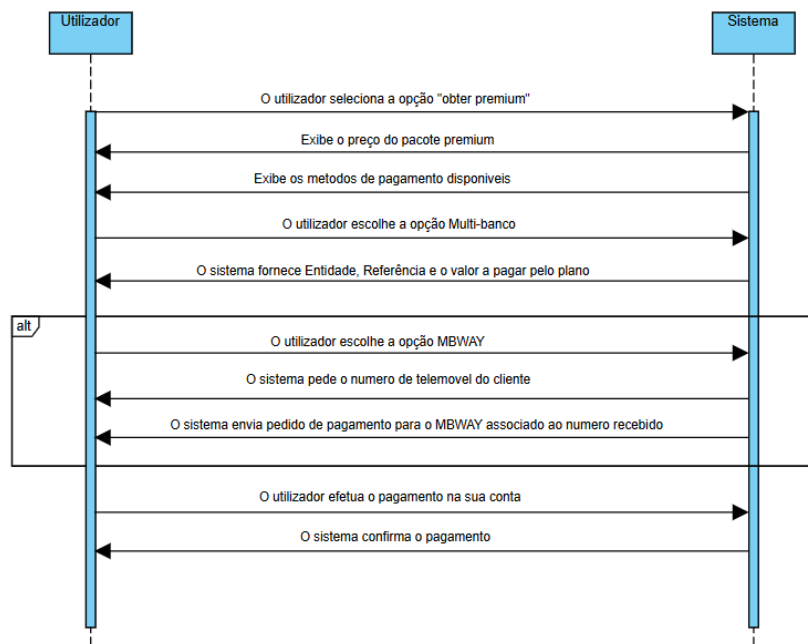 Utilizador
Sistema
O utilizador seleciona a opção "obter premium"
Exibe o preço do pacote premium
Exibe os metodos de pagamento disponiveis
O utilizador escolhe a opção Multi-banco
O sistema fornece Entidade, Referência e o valor a pagar pelo plano
alt
O utilizador escolhe a opção MBWAY
O sistema pede o numero de telemovel do cliente
O sistema envia pedido de pagamento para o MBWAY associado ao numero recebido
O utilizador efetua o pagamento na sua conta
O sistema confirma o pagamento